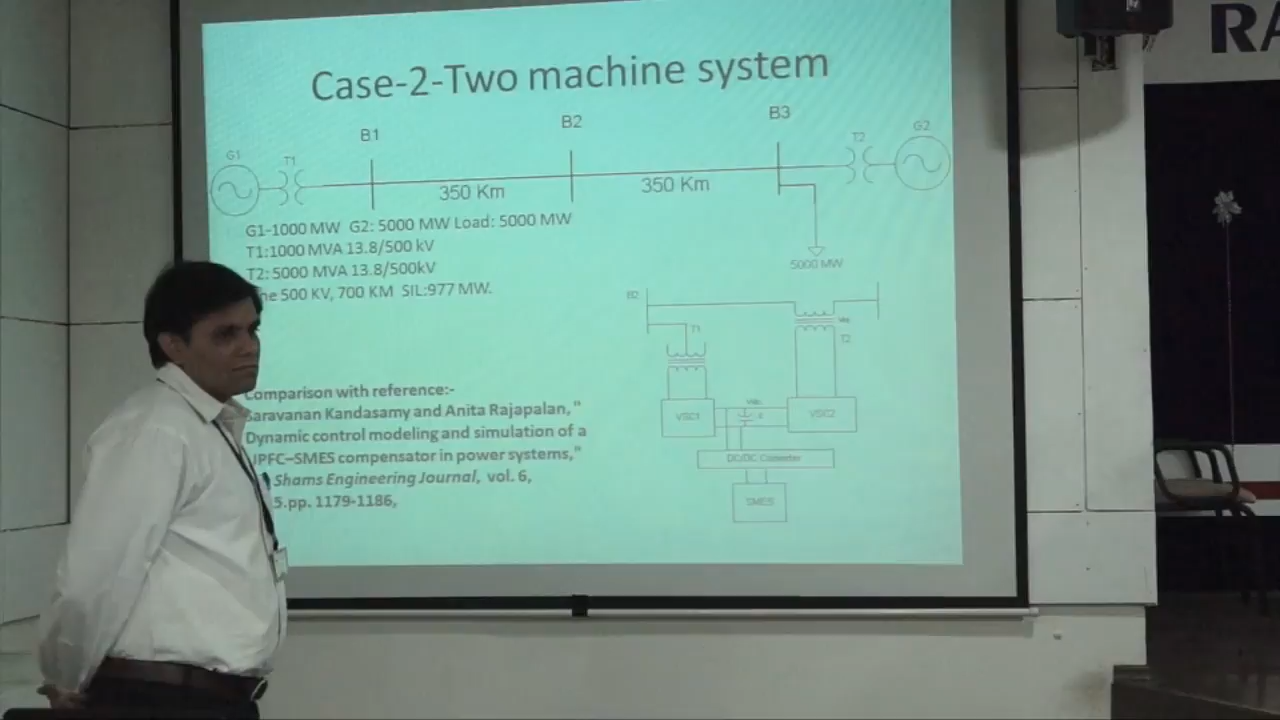 RA
Case-2-Two machine system
B1
B2
B3
G1
T1
T2
G2
350 Km
350 Km
G1-1000 MW G2: 5000 MW Load: 5000 MW
T1:1000 MVA 13.8/500 kV
T2: 5000 MVA 13.8/500kV
ne 500 KV, 700 KM SIL:977 MW.
5000 MW
B2
T1
T2
VSC1
VSC2
DC/DC Converter
SMES
omparison with reference:-
Saravanan Kandasamy and Anita Rajapalan,"
Dynamic control modeling and simulation of a
UPFC–SMES compensator in power systems,"
Shams Engineering Journal, vol. 6,
5.pp. 1179-1186,